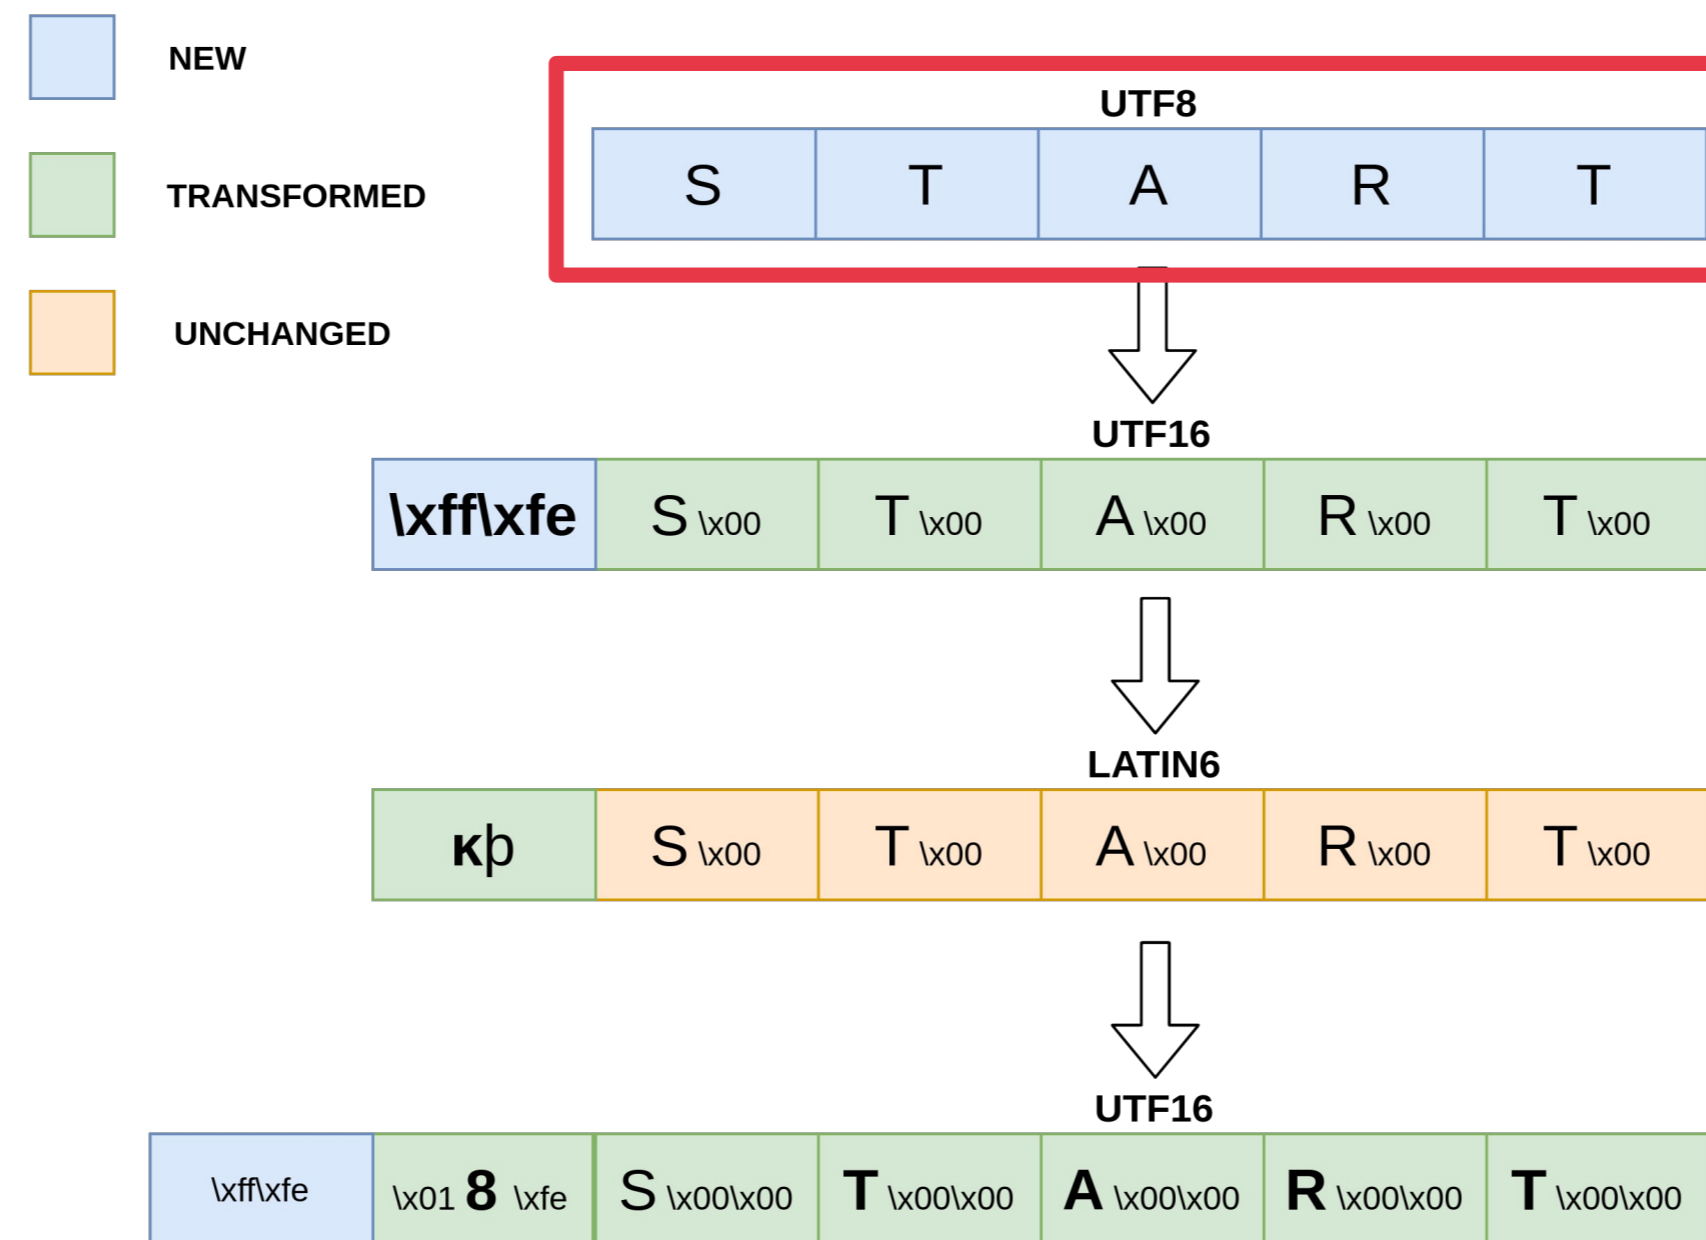 NEW
TRANSFORMED
UNCHANGED
UTF8
S T A R T
UTF16
\xff\xfe S \x00 T \x00 A \x00 R \x00 T \x00
LATIN6
ĸþ S \x00 T \x00 A \x00 R \x00 T \x00
UTF16
\xff\xfe \x01 8 \xfe S \x00\x00 T \x00\x00 A \x00\x00 R \x00\x00 T \x00\x00